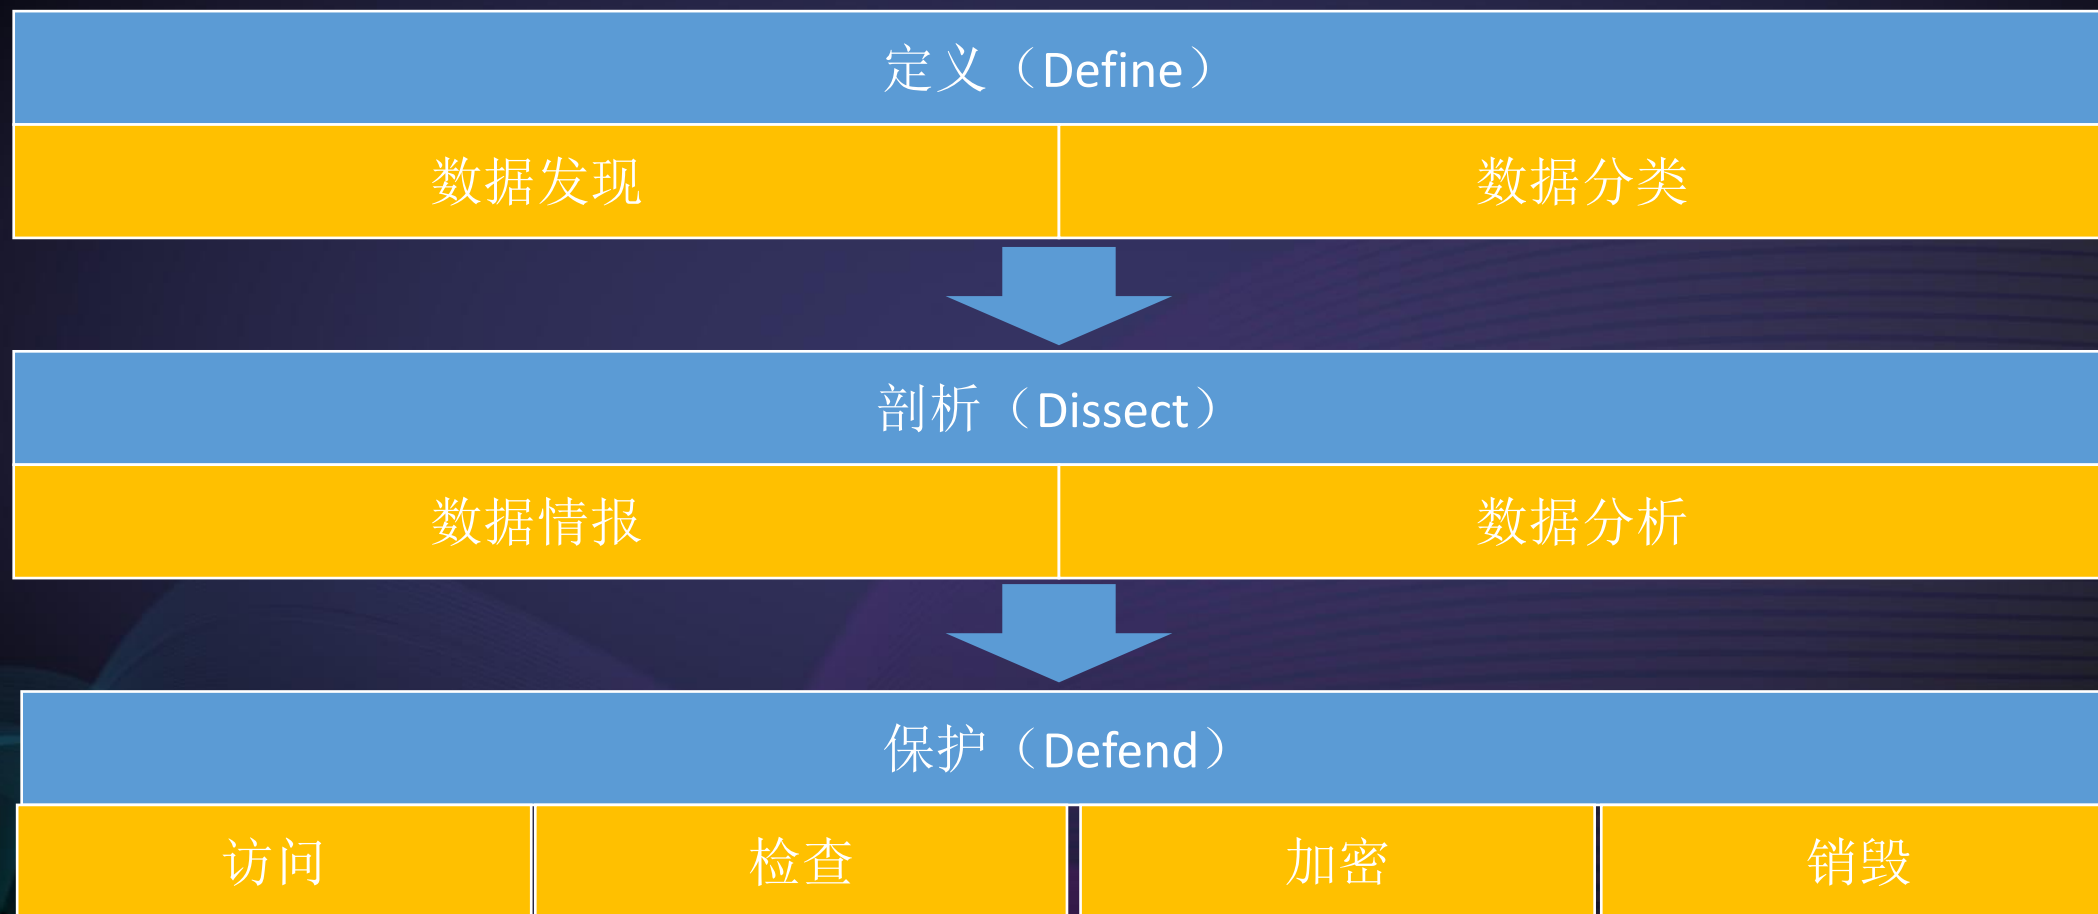 定义（Define）
数据发现 数据分类
剖析（Dissect）
数据情报 数据分析
保护（Defend）
访问 检查 加密 销毁